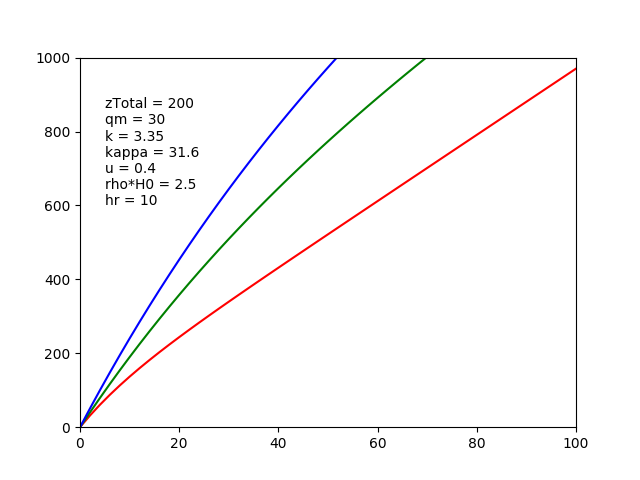 1000
800
600
400
200
0
zTotal = 200
qm = 30
k = 3.35
kappa = 31.6
u = 0.4
rho*H0 = 2.5
hr = 10
0 20 40 60 80 100